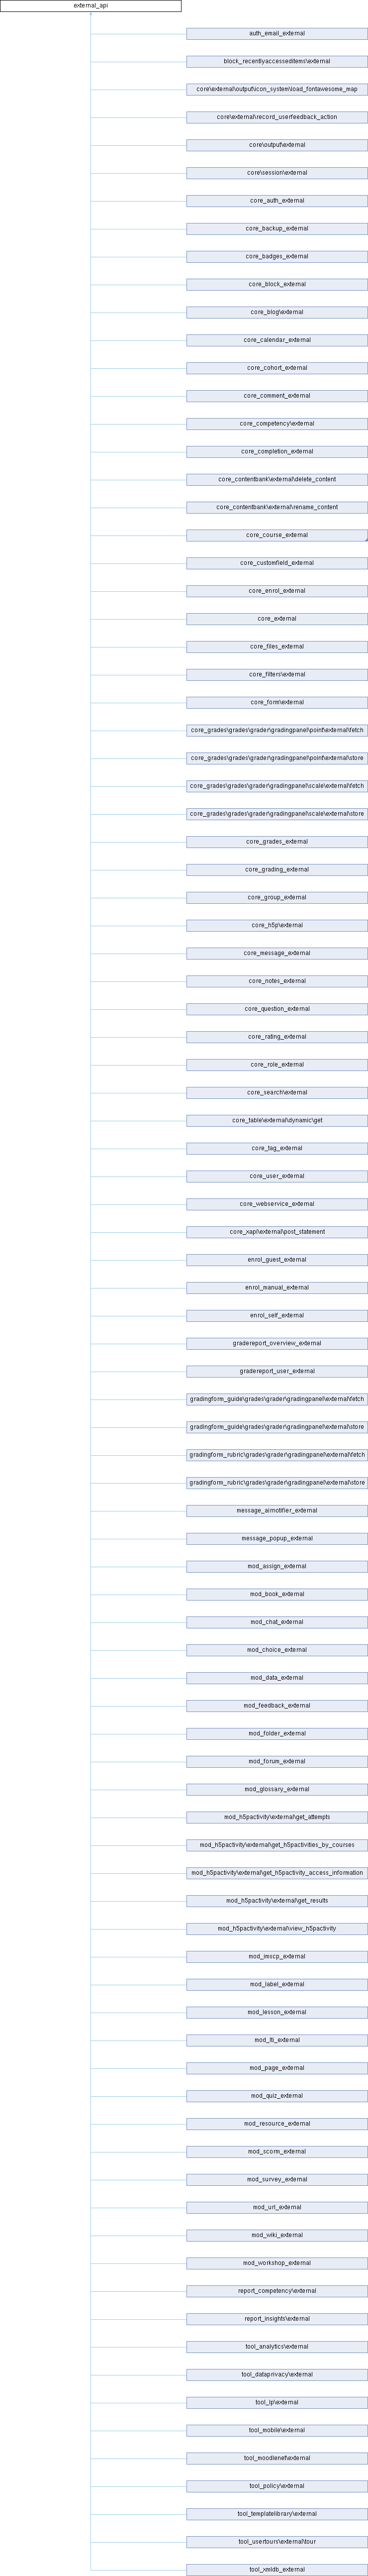 external_api
auth_email_external
block_recentlyaccesseditems\external
core\external\output\icon_system\load_fontawesome_map
core\external\record_userfeedback_action
core\output\external
core\session\external
core_auth_external
core_backup_external
core_badges_external
core_block_external
core_blog\external
core_calendar_external
core_cohort_external
core_comment_external
core_competency\external
core_completion_external
core_contentbank\external\delete_content
core_contentbank\external\rename_content
core_course_external
core_customfield_external
core_enrol_external
core_external
core_files_external
core_filters\external
core_form\external
core_grades\grades\grader\gradingpanel\point\external\fetch
core_grades\grades\grader\gradingpanel\point\external\store
core_grades\grades\grader\gradingpanel\scale\external\fetch
core_grades\grades\grader\gradingpanel\scale\external\store
core_grades_external
core_grading_external
core_group_external
core_h5p\external
core_message_external
core_notes_external
core_question_external
core_rating_external
core_role_external
core_search\external
core_table\external\dynamic\get
core_tag_external
core_user_external
core_webservice_external
core_xapi\external\post_statement
enrol_guest_external
enrol_manual_external
enrol_self_external
gradereport_overview_external
gradereport_user_external
gradingform_guide\grades\grader\gradingpanel\external\fetch
gradingform_guide\grades\grader\gradingpanel\external\store
gradingform_rubric\grades\grader\gradingpanel\external\fetch
gradingform_rubric\grades\grader\gradingpanel\external\store
message_airnotifier_external
message_popup_external
mod_assign_external
mod_book_external
mod_chat_external
mod_choice_external
mod_data_external
mod_feedback_external
mod_folder_external
mod_forum_external
mod_glossary_external
mod_h5pactivity\external\get_attempts
mod_h5pactivity\external\get_h5pactivities_by_courses
mod_h5pactivity\external\get_h5pactivity_access_information
mod_h5pactivity\external\get_results
mod_h5pactivity\external\view_h5pactivity
mod_imscp_external
mod_label_external
mod_lesson_external
mod_lti_external
mod_page_external
mod_quiz_external
mod_resource_external
mod_scorm_external
mod_survey_external
mod_url_external
mod_wiki_external
mod_workshop_external
report_competency\external
report_insights\external
tool_analytics\external
tool_dataprivacy\external
tool_lp\external
tool_mobile\external
tool_moodlenet\external
tool_policy\external
tool_templatelibrary\external
tool_usertours\external\tour
tool_xmldb_external